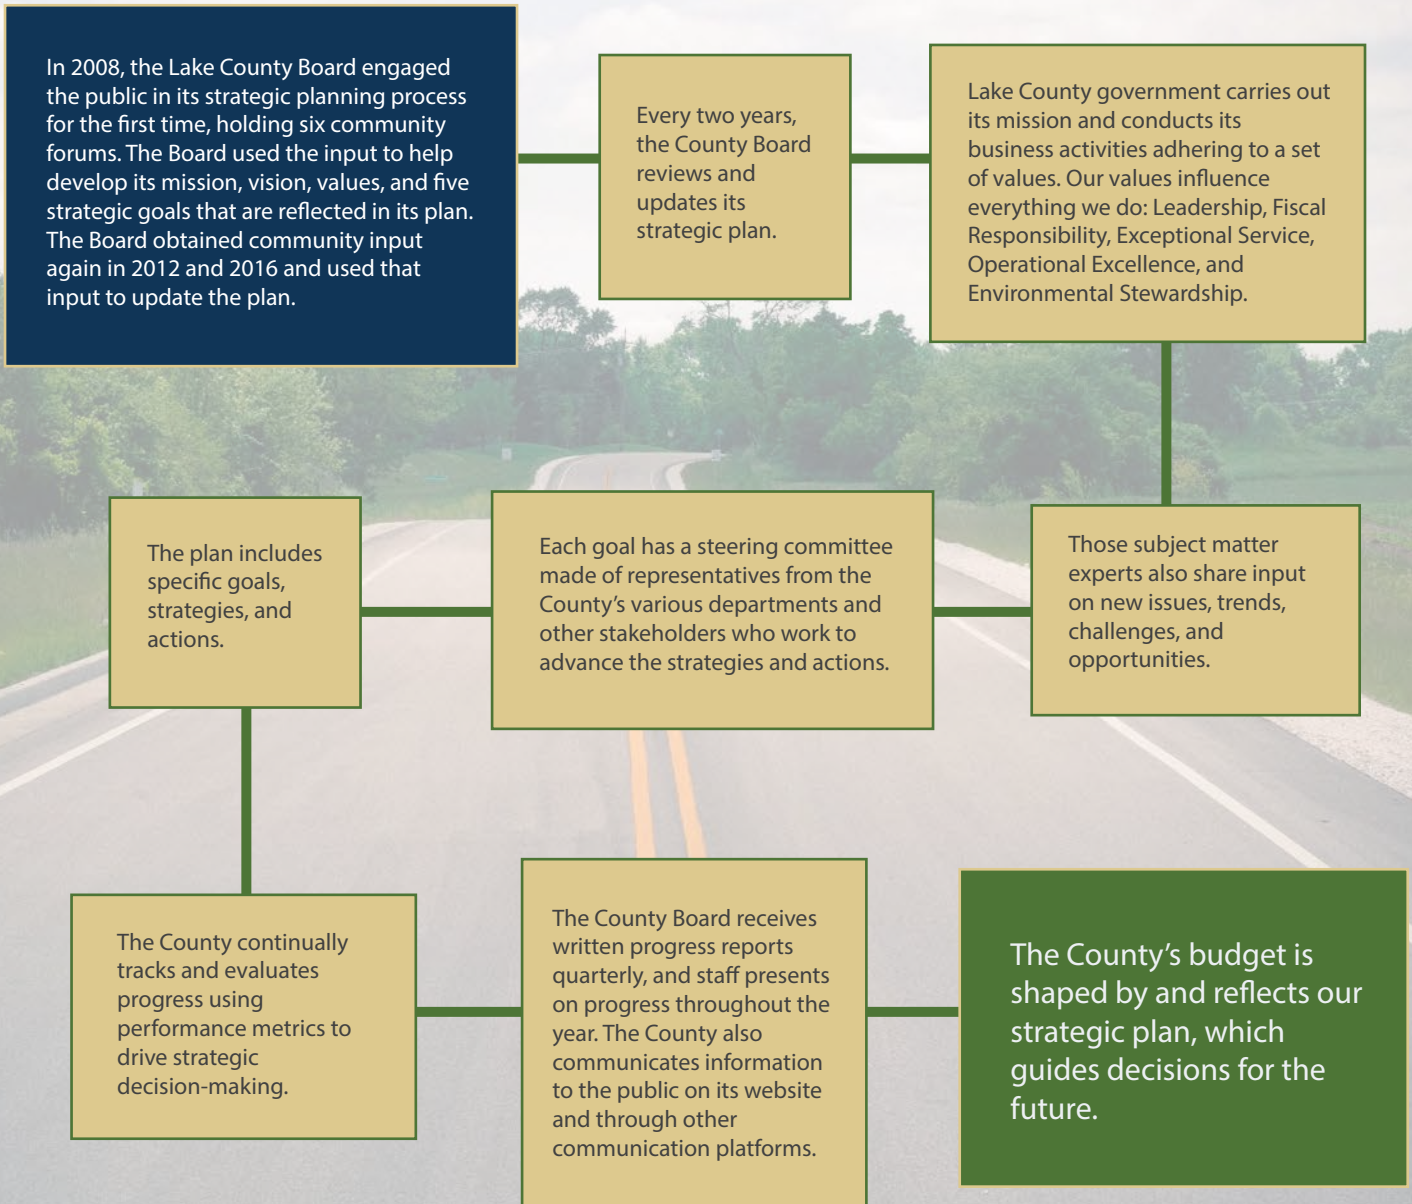 In 2008, the Lake County Board engaged
the public in its strategic planning process
for the first time, holding six community
forums. The Board used the input to help
develop its mission, vision, values, and five
strategic goals that are reflected in its plan.
The Board obtained community input
again in 2012 and 2016 and used that
input to update the plan.
Every two years,
the County Board
reviews and
updates its
strategic plan.
Lake County government carries out
its mission and conducts its
business activities adhering to a set
of values. Our values influence
everything we do: Leadership, Fiscal
Responsibility, Exceptional Service,
Operational Excellence, and
Environmental Stewardship.
Those subject matter
experts also share input
on new issues, trends,
challenges, and
opportunities.
Each goal has a steering committee
made of representatives from the
County’s various departments and
other stakeholders who work to
advance the strategies and actions.
The plan includes
specific goals,
strategies, and
actions.
The County continually
tracks and evaluates
progress using
performance metrics to
drive strategic
decision-making.
The County Board receives
written progress reports
quarterly, and staff presents
on progress throughout the
year. The County also
communicates information
to the public on its website
and through other
communication platforms.
The County’s budget is
shaped by and reflects our
strategic plan, which
guides decisions for the
future.